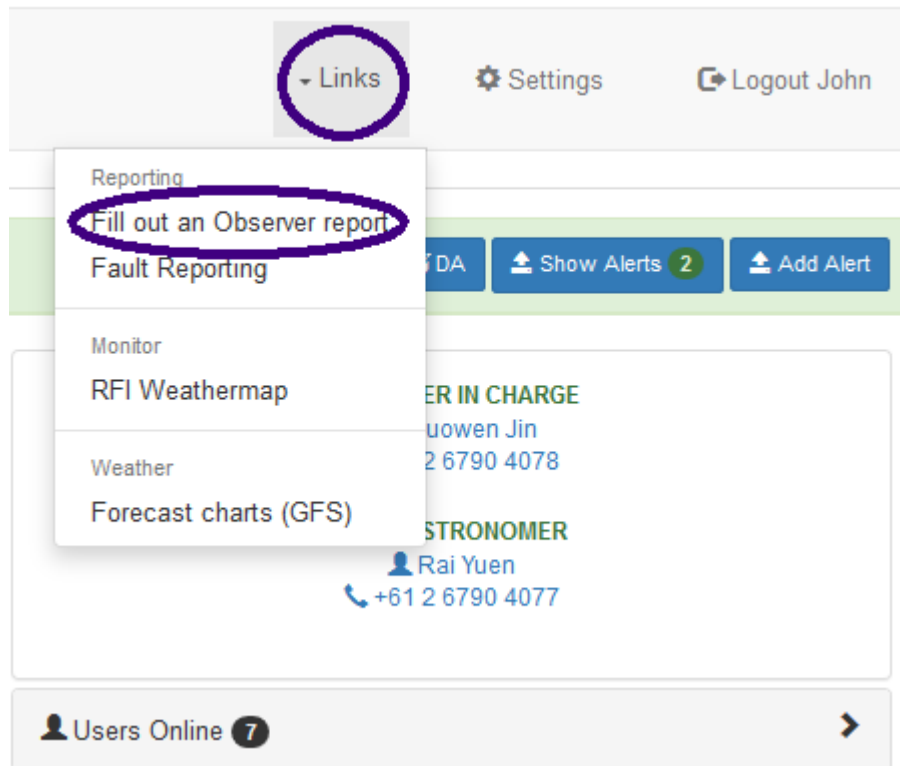 Links
Settings
Logout John
Reporting
Fill out an Observer report
Fault Reporting
DA
Show Alerts 2
Add Alert
Monitor
RFI Weathermap
ER IN CHARGE
uowen Jin
2 6790 4078
Weather
Forecast charts (GFS)
STRONOMER
Rai Yuen
+61 2 6790 4077
Users Online 7